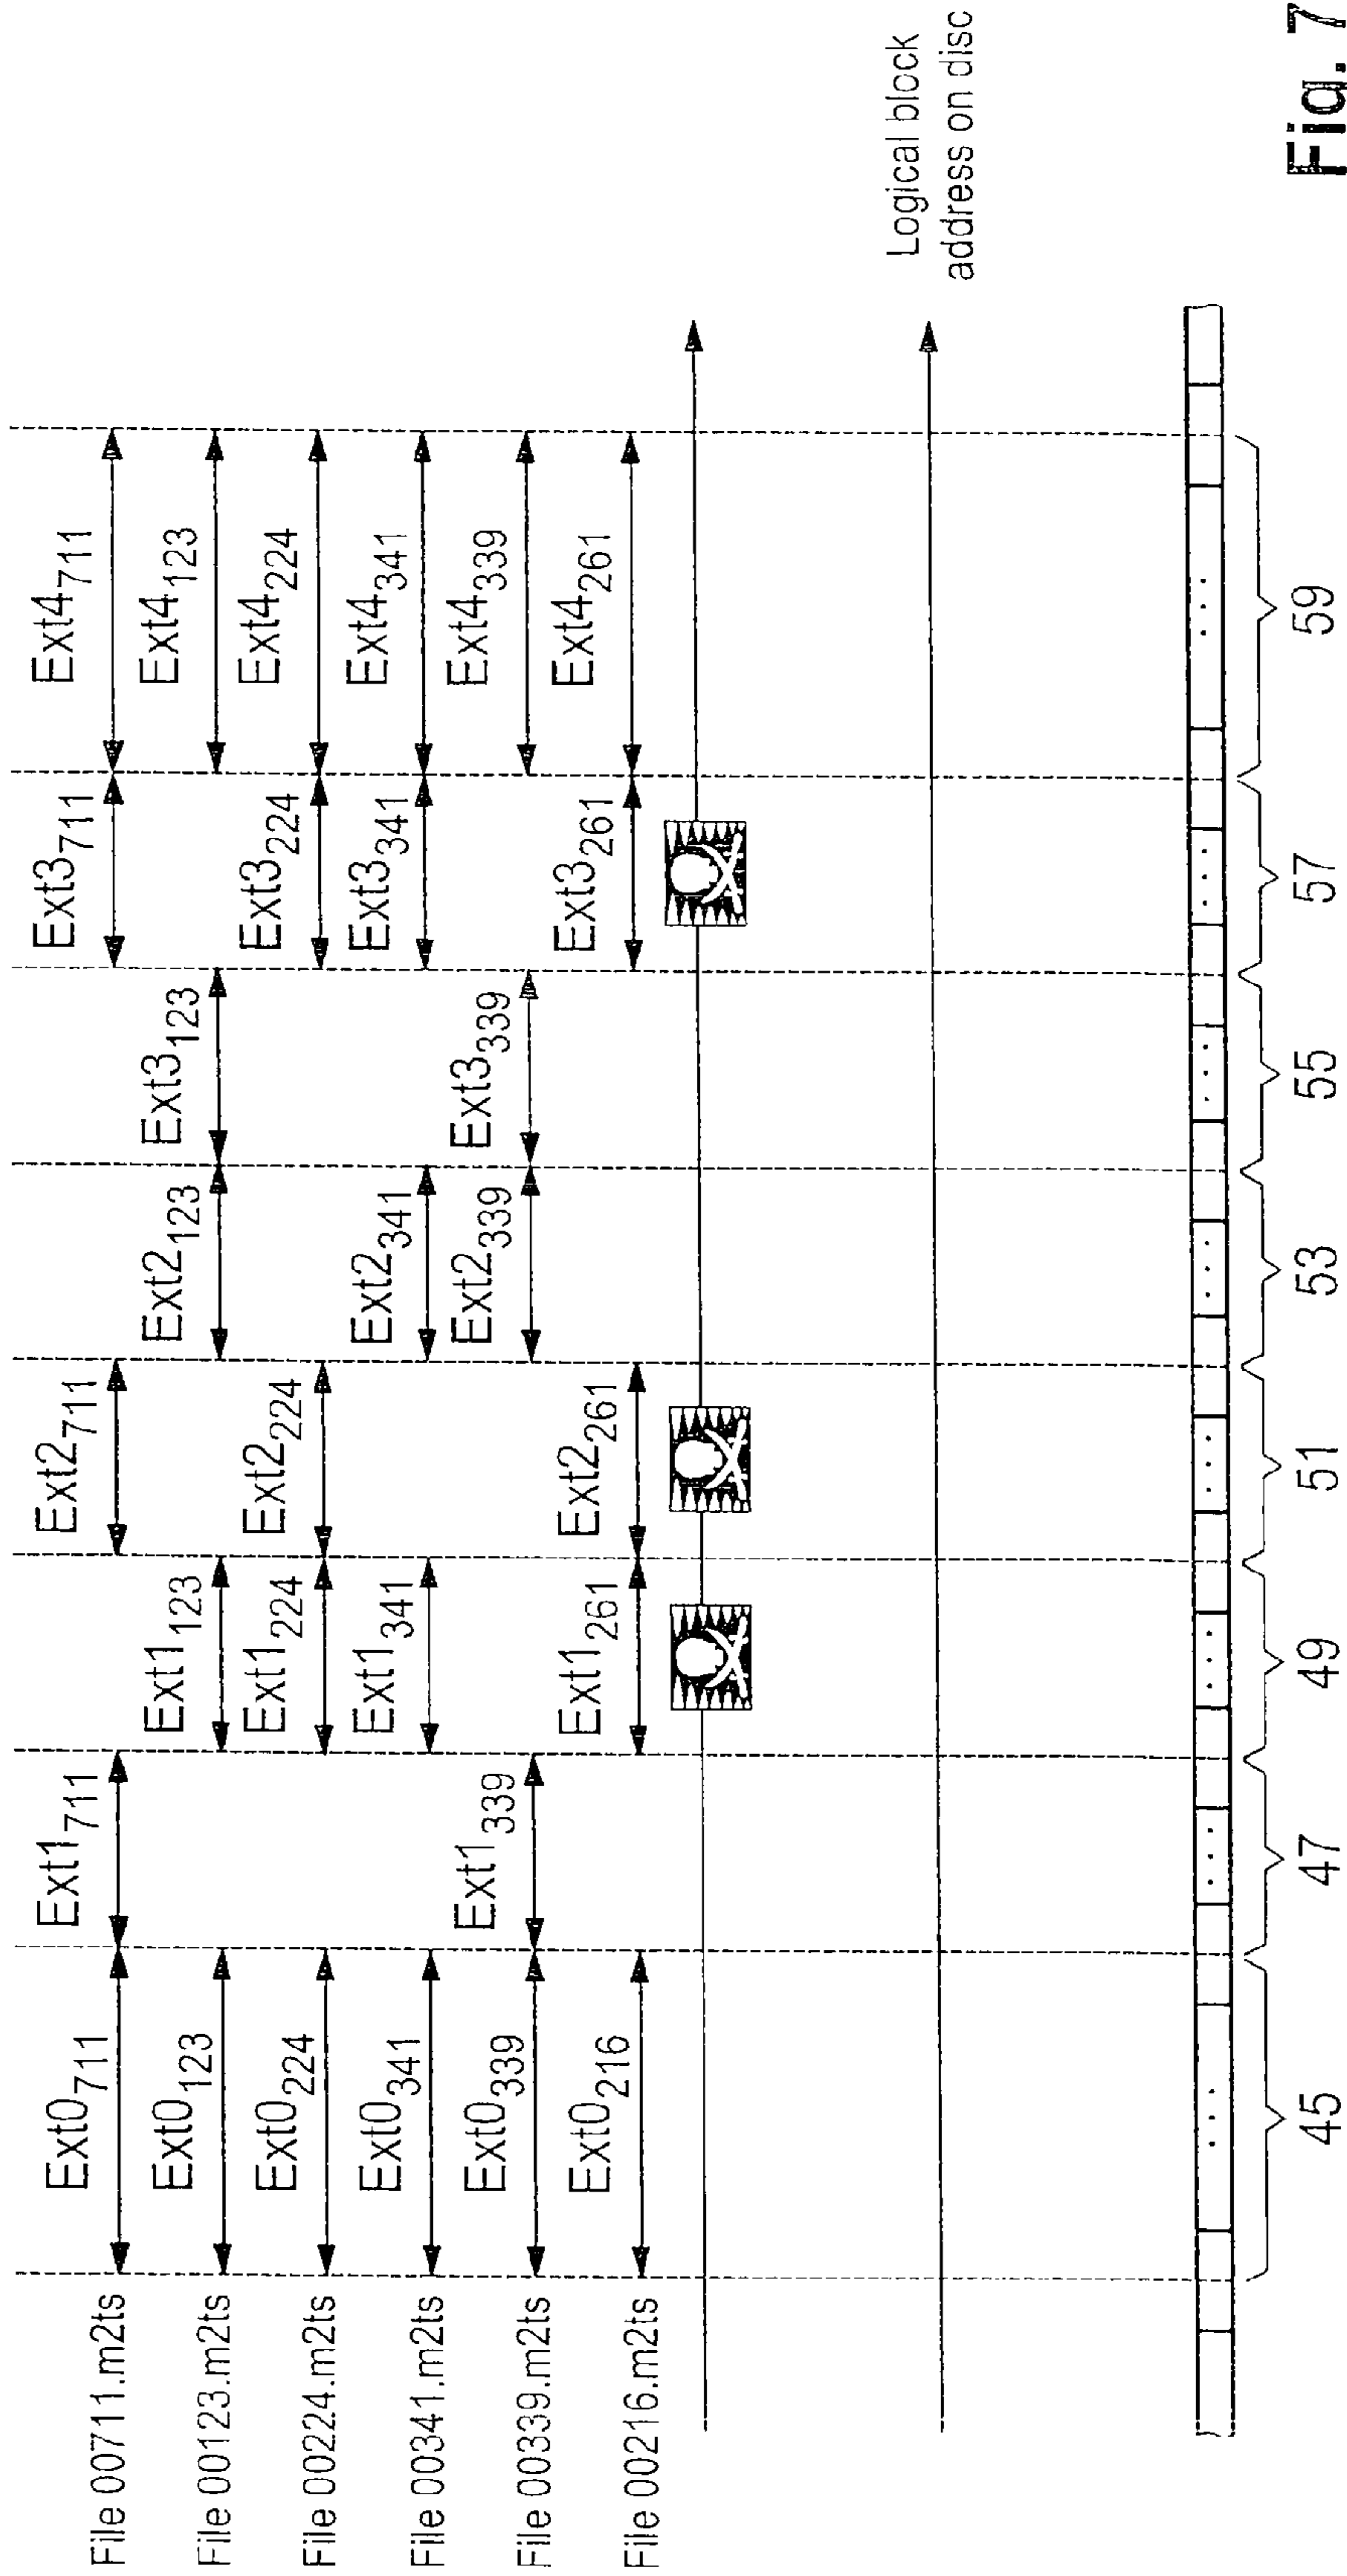 File 00711.m2ts Ext0711 Ext1711 Ext2711 Ext3711 Ext4711
File 00123.m2ts Ext0123 Ext1123 Ext2123 Ext3123 Ext4123
File 00224.m2ts Ext0224 Ext1224 Ext2224 Ext3224 Ext4224
File 00341.m2ts Ext0341 Ext1341 Ext2341 Ext3341 Ext4341
File 00339.m2ts Ext0339 Ext1339 Ext2339 Ext3339 Ext4339
File 00216.m2ts Ext0216 Ext1261 Ext2261 Ext3261 Ext4261
Logical block
address on disc
45 47 49 51 53 55 57 59
Fig. 7